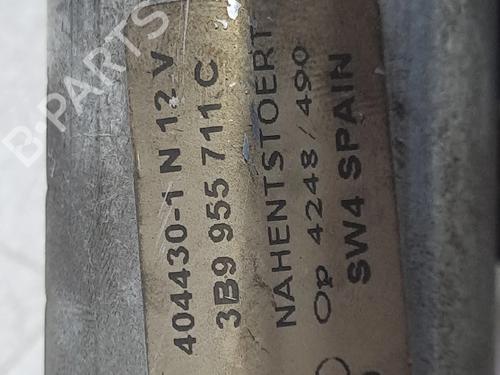 404430-1 N 12 V
3B9 955 711 C
NAHENTSTOERT
Op 4248/490
SW4 SPAIN
B-PARTS